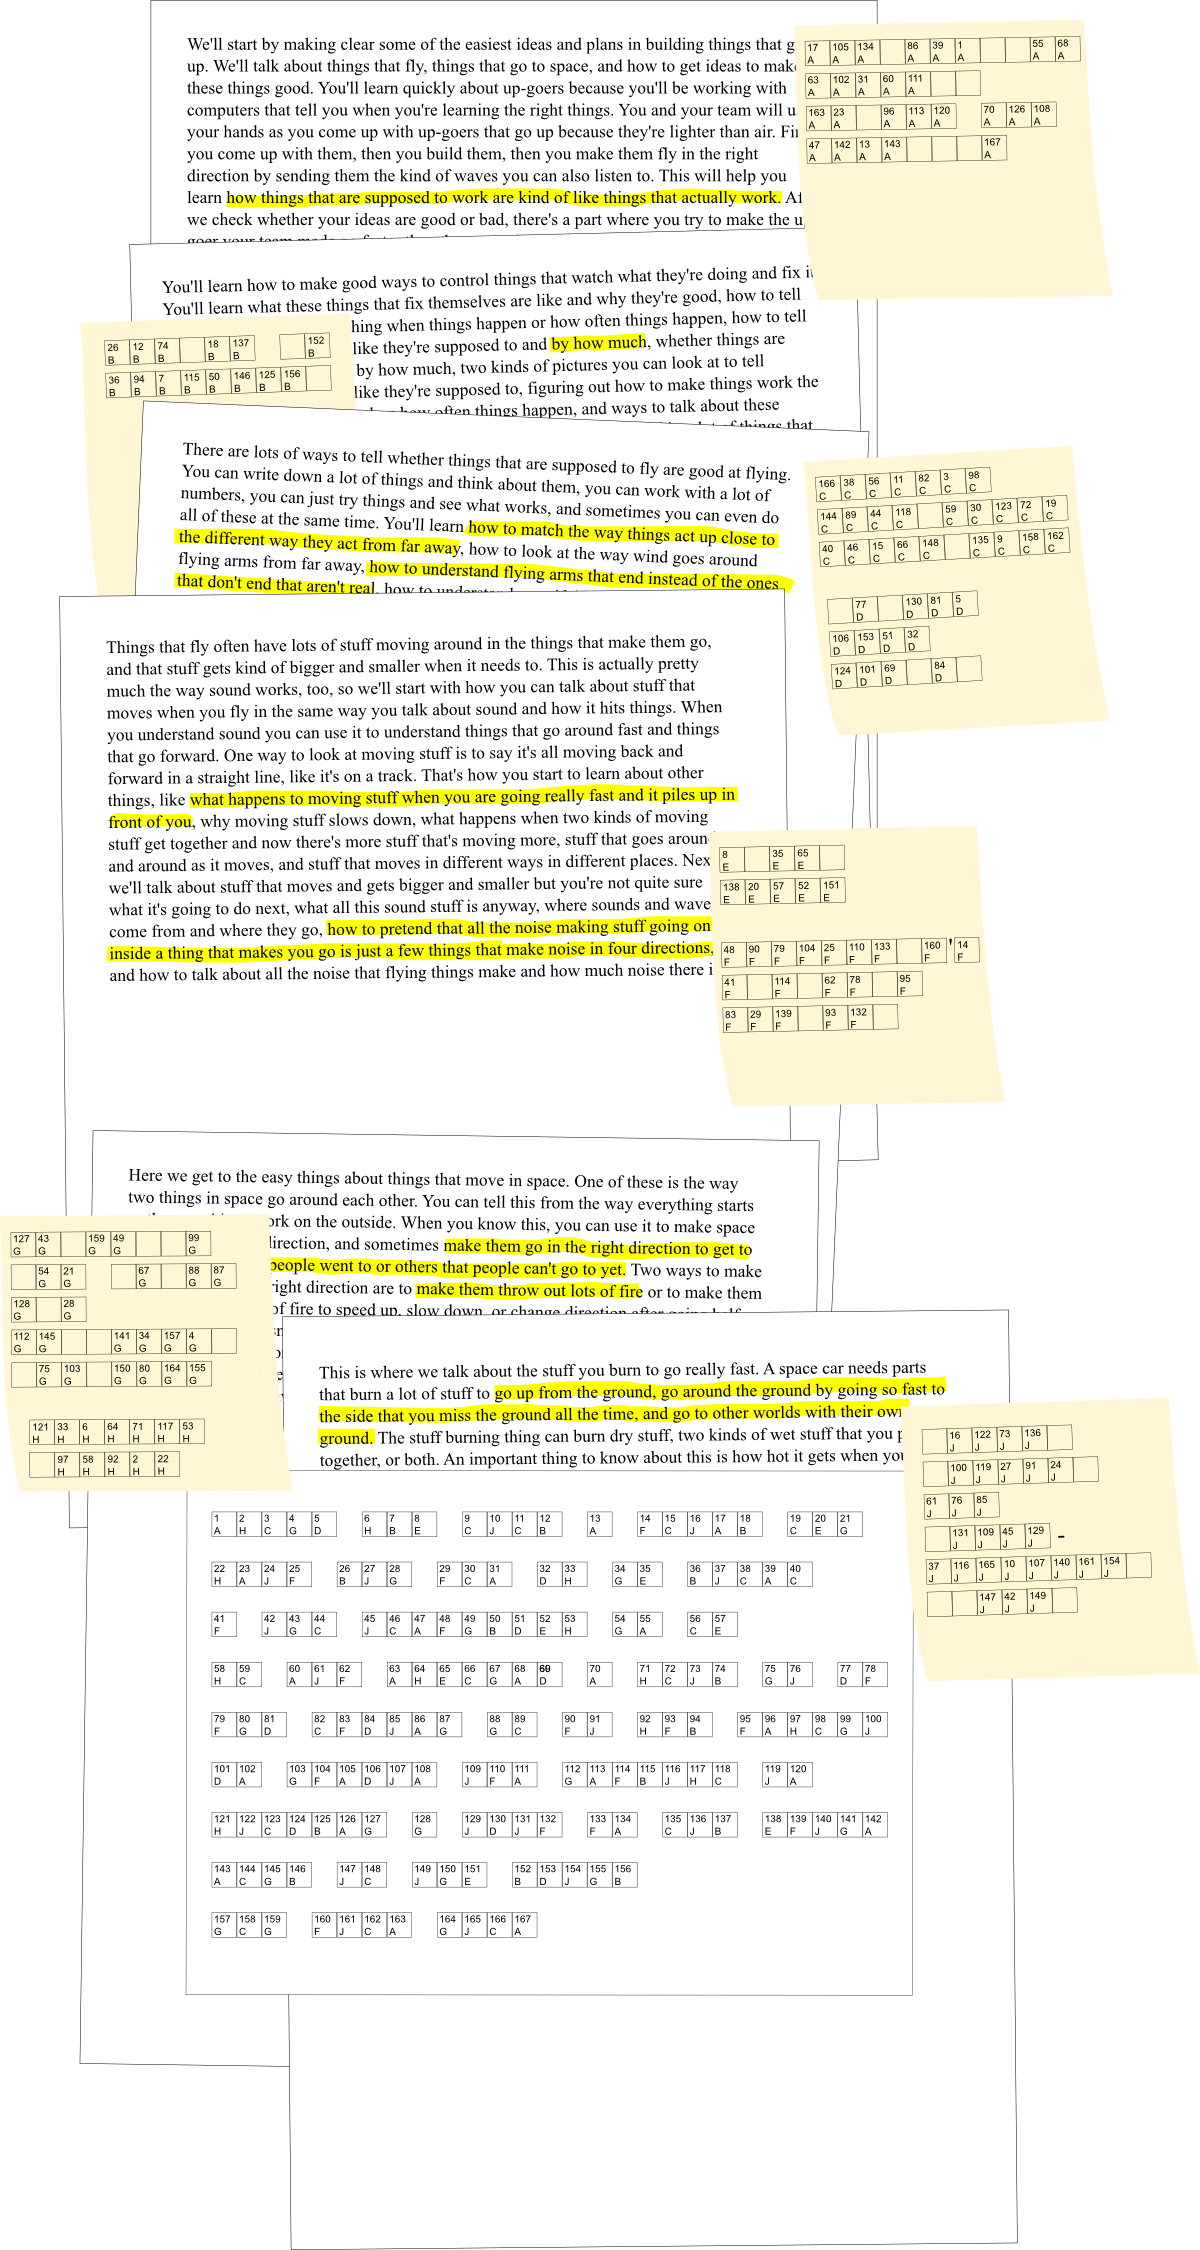 We'll start by making clear some of the easiest ideas and plans in building things that g
up. We'll talk about things that fly, things that go to space, and how to get ideas to make
these things good. You'll learn quickly about up-goers because you'll be working with
computers that tell you when you're learning the right things. You and your team will u
your hands as you come up with up-goers that go up because they're lighter than air. Fir
you come up with them, then you build them, then you make them fly in the right
direction by sending them the kind of waves you can also listen to. This will help you
learn how things that are supposed to work are kind of like things that actually work. Af
we check whether your ideas are good or bad, there's a part where you try to make the u
17 105 134 86 39 1 55 68
A A A A A A A A
63 102 31 60 111
A A A A A
163 23 96 113 120 70 126 108
A A A A A A A A
47 142 13 143 167
A A A A A
You'll learn how to make good ways to control things that watch what they're doing and fix i
You'll learn what these things that fix themselves are like and why they're good, how to tell
hing when things happen or how often things happen, how to tell
like they're supposed to and by how much, whether things are
by how much, two kinds of pictures you can look at to tell
like they're supposed to, figuring out how to make things work the
how often things happen, and ways to talk about these
26 12 74 18 137 152
B B B B B B
36 94 7 115 50 146 125 156
B B B B B B B B
There are lots of ways to tell whether things that are supposed to fly are good at flying.
You can write down a lot of things and think about them, you can work with a lot of
numbers, you can just try things and see what works, and sometimes you can even do
all of these at the same time. You'll learn how to match the way things act up close to
the different way they act from far away, how to look at the way wind goes around
flying arms from far away, how to understand flying arms that end instead of the ones
that don't end that aren't real, how to understand
166 38 56 11 82 3 98
C C C C C C C
144 89 44 118 59 30 123 72 19
C C C C C C C C C
40 46 15 66 148 135 9 158 162
C C C C C C C C C
77 130 81 5
D D D D
106 153 51 32
D D D D
124 101 69 84
D D D D
Things that fly often have lots of stuff moving around in the things that make them go,
and that stuff gets kind of bigger and smaller when it needs to. This is actually pretty
much the way sound works, too, so we'll start with how you can talk about stuff that
moves when you fly in the same way you talk about sound and how it hits things. When
you understand sound you can use it to understand things that go around fast and things
that go forward. One way to look at moving stuff is to say it's all moving back and
forward in a straight line, like it's on a track. That's how you start to learn about other
things, like what happens to moving stuff when you are going really fast and it piles up in
front of you, why moving stuff slows down, what happens when two kinds of moving
stuff get together and now there's more stuff that's moving more, stuff that goes aroun
and around as it moves, and stuff that moves in different ways in different places. Nex
we'll talk about stuff that moves and gets bigger and smaller but you're not quite sure
what it's going to do next, what all this sound stuff is anyway, where sounds and wave
come from and where they go, how to pretend that all the noise making stuff going on
inside a thing that makes you go is just a few things that make noise in four directions,
and how to talk about all the noise that flying things make and how much noise there i
8 35 65
E E E
138 20 57 52 151
E E E E E
48 90 79 104 25 110 133 160 ' 14
F F F F F F F F F
41 114 62 78 95
F F F F F
83 29 139 93 132
F F F F F
Here we get to the easy things about things that move in space. One of these is the way
two things in space go around each other. You can tell this from the way everything starts
ork on the outside. When you know this, you can use it to make space
irection, and sometimes make them go in the right direction to get to
people went to or others that people can't go to yet. Two ways to make
ight direction are to make them throw out lots of fire or to make them
of fire to speed up, slow down, or change direction after going half
127 43 159 49 99
G G G G G
54 21 67 88 87
G G G G G
128 28
G G
112 145 141 34 157 4
G G G G G G
75 103 150 80 164 155
G G G G G G
121 33 6 64 71 117 53
H H H H H H H
97 58 92 2 22
H H H H H
This is where we talk about the stuff you burn to go really fast. A space car needs parts
that burn a lot of stuff to go up from the ground, go around the ground by going so fast to
the side that you miss the ground all the time, and go to other worlds with their own
ground. The stuff burning thing can burn dry stuff, two kinds of wet stuff that you p
together, or both. An important thing to know about this is how hot it gets when you
16 122 73 136
J J J J
100 119 27 91 24
J J J J J
61 76 85
J J J
131 109 45 129 -
J J J J
37 116 165 10 107 140 161 154
J J J J J J J J
147 42 149
J J J
1 2 3 4 5 6 7 8 9 10 11 12 13 14 15 16 17 18 19 20 21
A H C G D H B E C J C B A F C J A B C E G
22 23 24 25 26 27 28 29 30 31 32 33 34 35 36 37 38 39 40
H A J F B J G F C A D H G E B J C A C
41 42 43 44 45 46 47 48 49 50 51 52 53 54 55 56 57
F J G C J C A F G B D E H G A C E
58 59 60 61 62 63 64 65 66 67 68 69 70 71 72 73 74 75 76 77 78
H C A J F A H E C G A D A H C J B G J D F
79 80 81 82 83 84 85 86 87 88 89 90 91 92 93 94 95 96 97 98 99 100
F G D C F D J A G G C F J H F B F A H C G J
101 102 103 104 105 106 107 108 109 110 111 112 113 114 115 116 117 118 119 120
D A G F A D J A J F A G A F B J H C J A
121 122 123 124 125 126 127 128 129 130 131 132 133 134 135 136 137 138 139 140 141 142
H J C D B A G G J D J F F A C J B E F J G A
143 144 145 146 147 148 149 150 151 152 153 154 155 156
A C G B J C J G E B D J G B
157 158 159 160 161 162 163 164 165 166 167
G C G F J C A G J C A